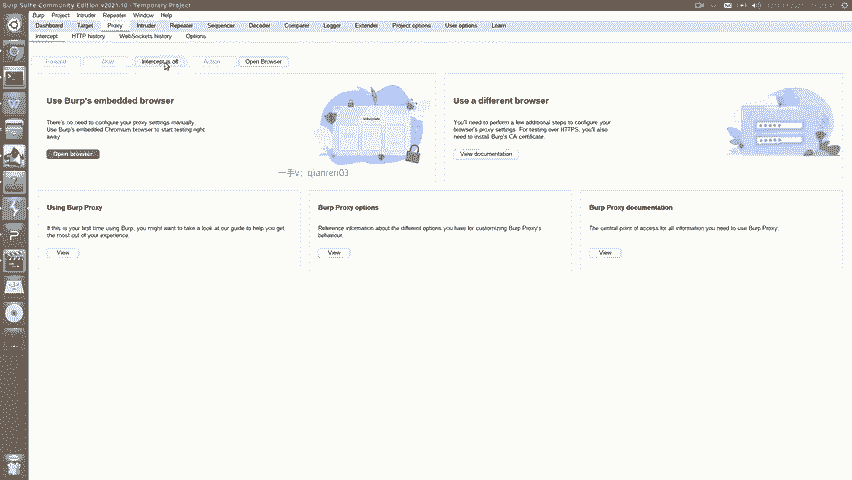 Burp Suite Community Edition v2021.10 - Temporary Project
Burp Project Intruder Repeater Window Help
Dashboard Target Proxy Intruder Repeater Sequencer Decoder Comparer Logger Extender Project options User options Learn
Intercept HTTP history WebSockets history Options
Forward Drop Intercept is off Action Open Browser
Use Burp's embedded browser
There's no need to configure your proxy settings manually.
Use Burp's embedded Chromium browser to start testing right
away
Open browser
Use a different browser
You'll need to perform a few additional steps to configure your
browser's proxy settings. For testing over HTTPS, you'll also
need to install Burp's CA certificate.
View documentation
一手v：qianren03
Using Burp Proxy
If this is your first time using Burp, you might want to take a look at our guide to help you get
the most out of your experience.
View
Burp Proxy options
Reference information about the different options you have for customizing Burp Proxy's
behaviour.
View
Burp Proxy documentation
The central point of access for all information you need to use Burp Proxy.
View